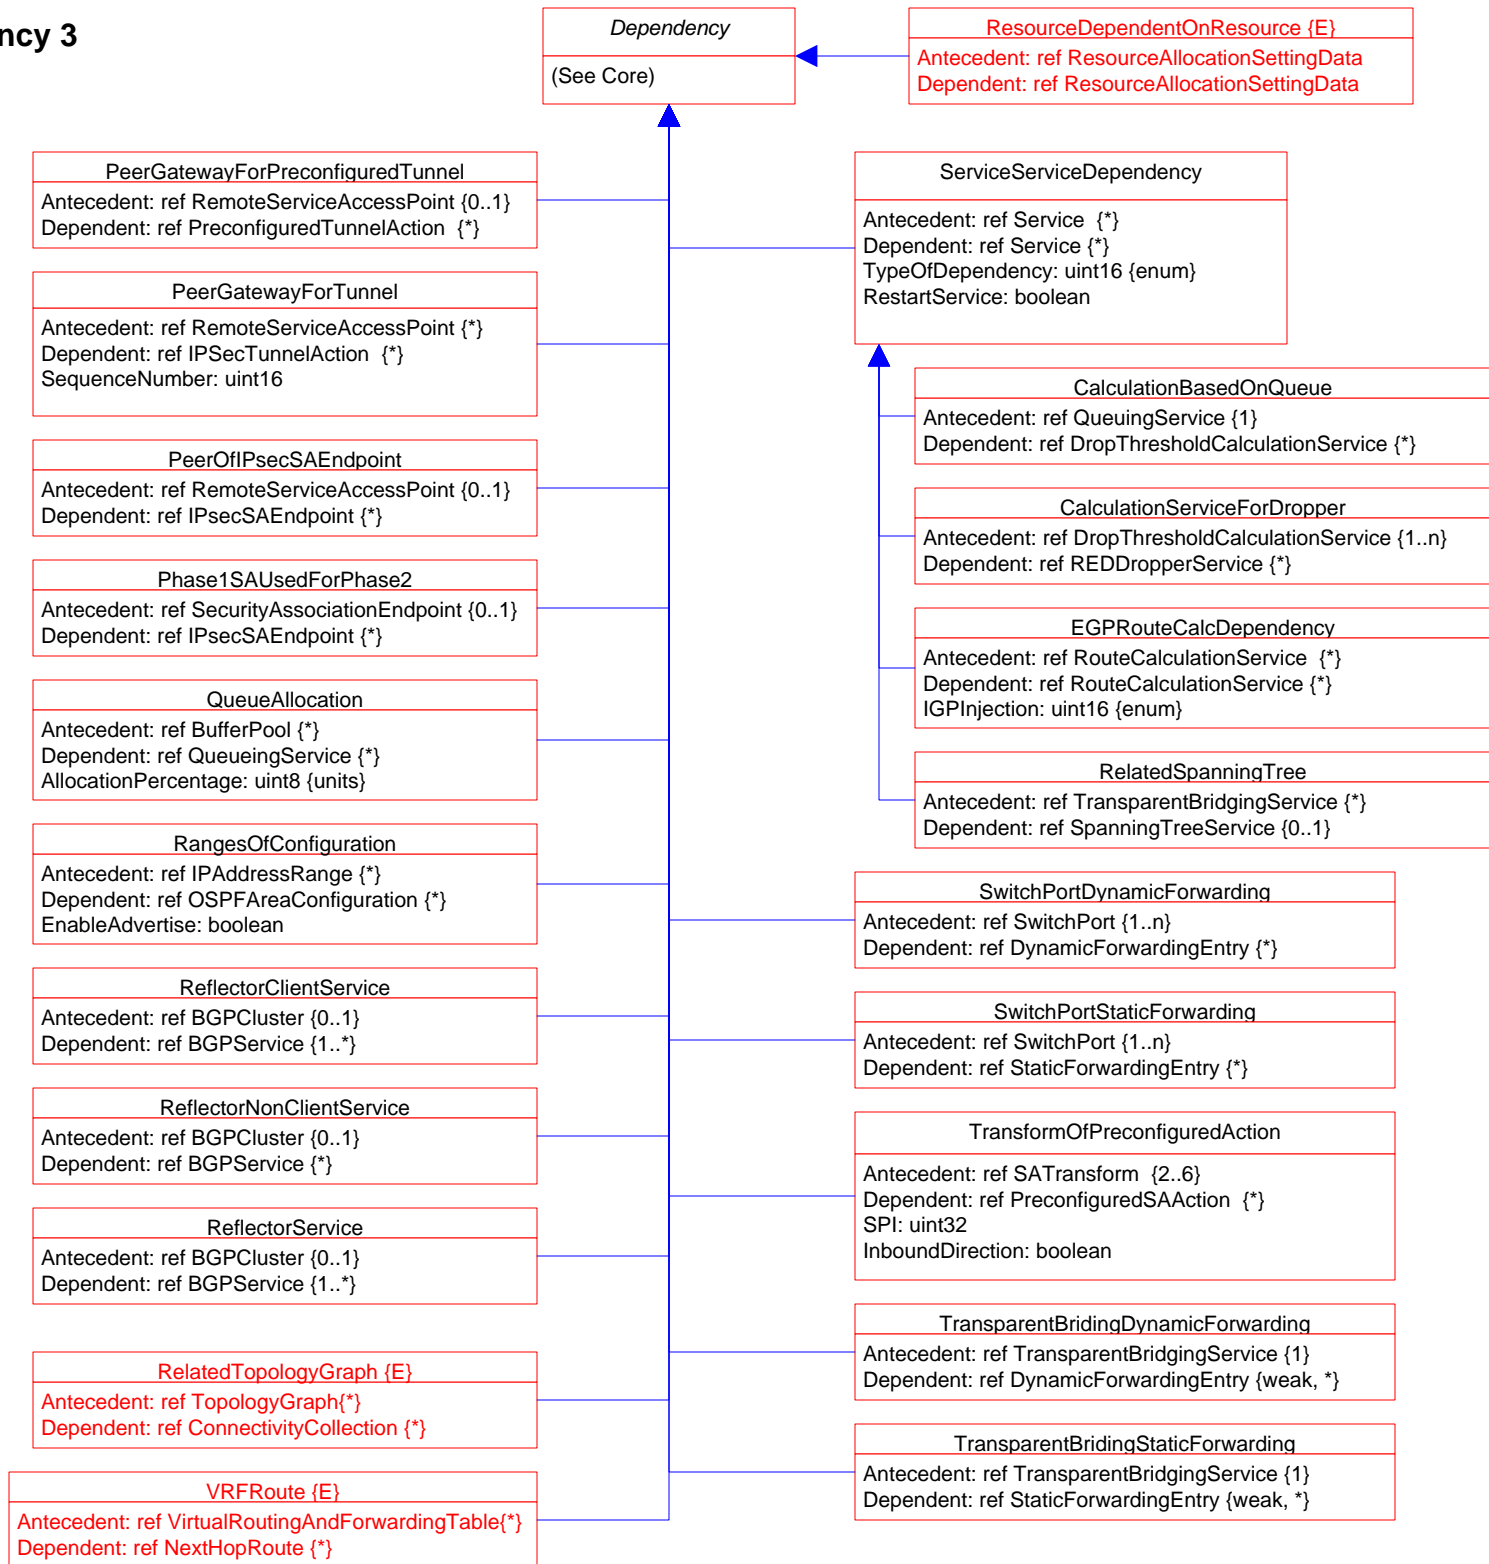 ncy 3
Dependency
(See Core)
ResourceDependentOnResource {E}
Antecedent: ref ResourceAllocationSettingData
Dependent: ref ResourceAllocationSettingData
PeerGatewayForPreconfiguredTunnel
Antecedent: ref RemoteServiceAccessPoint {0..1}
Dependent: ref PreconfiguredTunnelAction {*}
PeerGatewayForTunnel
Antecedent: ref RemoteServiceAccessPoint {*}
Dependent: ref IPSecTunnelAction {*}
SequenceNumber: uint16
PeerOfIPsecSAEndpoint
Antecedent: ref RemoteServiceAccessPoint {0..1}
Dependent: ref IPsecSAEndpoint {*}
Phase1SAUsedForPhase2
Antecedent: ref SecurityAssociationEndpoint {0..1}
Dependent: ref IPsecSAEndpoint {*}
QueueAllocation
Antecedent: ref BufferPool {*}
Dependent: ref QueueingService {*}
AllocationPercentage: uint8 {units}
RangesOfConfiguration
Antecedent: ref IPAddressRange {*}
Dependent: ref OSPFAreaConfiguration {*}
EnableAdvertise: boolean
ReflectorClientService
Antecedent: ref BGPCluster {0..1}
Dependent: ref BGPService {1..*}
ReflectorNonClientService
Antecedent: ref BGPCluster {0..1}
Dependent: ref BGPService {*}
ReflectorService
Antecedent: ref BGPCluster {0..1}
Dependent: ref BGPService {1..*}
RelatedTopologyGraph {E}
Antecedent: ref TopologyGraph{*}
Dependent: ref ConnectivityCollection {*}
VRFRoute {E}
Antecedent: ref VirtualRoutingAndForwardingTable{*}
Dependent: ref NextHopRoute {*}
ServiceServiceDependency
Antecedent: ref Service {*}
Dependent: ref Service {*}
TypeOfDependency: uint16 {enum}
RestartService: boolean
CalculationBasedOnQueue
Antecedent: ref QueuingService {1}
Dependent: ref DropThresholdCalculationService {*}
CalculationServiceForDropper
Antecedent: ref DropThresholdCalculationService {1..n}
Dependent: ref REDDropperService {*}
EGPRouteCalcDependency
Antecedent: ref RouteCalculationService {*}
Dependent: ref RouteCalculationService {*}
IGPInjection: uint16 {enum}
RelatedSpanningTree
Antecedent: ref TransparentBridgingService {*}
Dependent: ref SpanningTreeService {0..1}
SwitchPortDynamicForwarding
Antecedent: ref SwitchPort {1..n}
Dependent: ref DynamicForwardingEntry {*}
SwitchPortStaticForwarding
Antecedent: ref SwitchPort {1..n}
Dependent: ref StaticForwardingEntry {*}
TransformOfPreconfiguredAction
Antecedent: ref SATransform {2..6}
Dependent: ref PreconfiguredSAAction {*}
SPI: uint32
InboundDirection: boolean
TransparentBridingDynamicForwarding
Antecedent: ref TransparentBridgingService {1}
Dependent: ref DynamicForwardingEntry {weak, *}
TransparentBridingStaticForwarding
Antecedent: ref TransparentBridgingService {1}
Dependent: ref StaticForwardingEntry {weak, *}